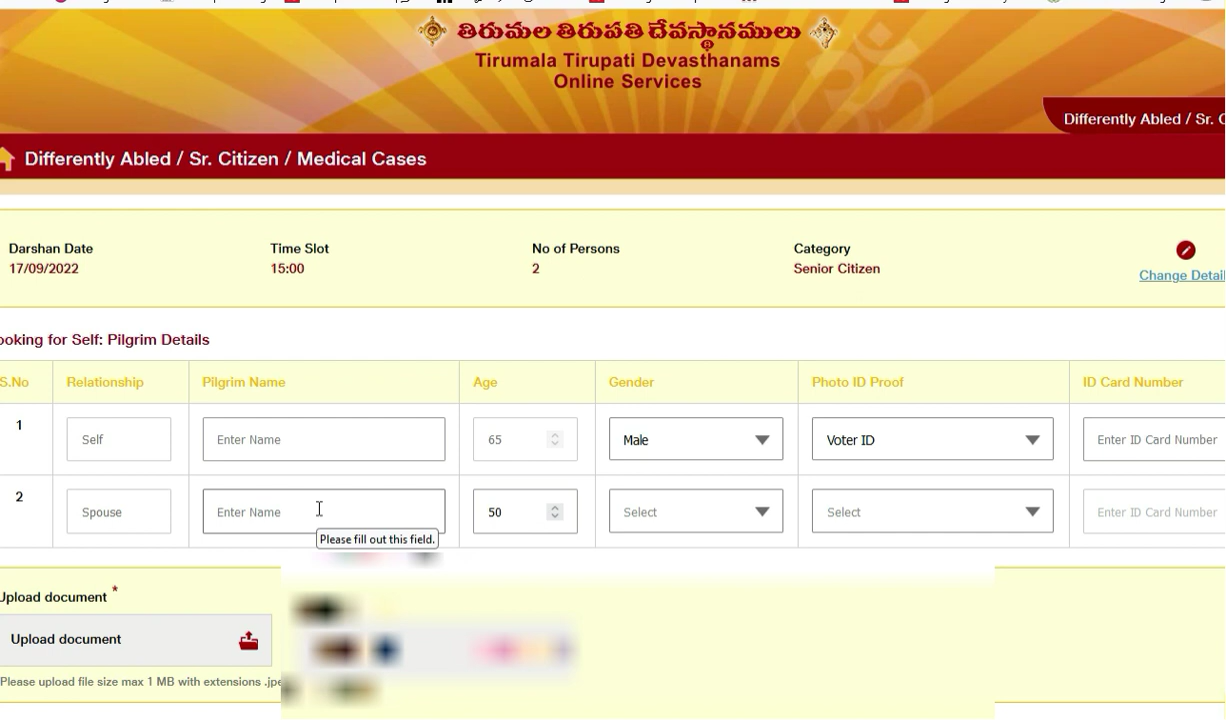 తిరుమల తిరుపతి దేవస్థానములు
Tirumala Tirupati Devasthanams
Online Services
Differently Abled / Sr. C
Differently Abled / Sr. Citizen / Medical Cases
Darshan Date Time Slot No of Persons Category
17/09/2022 15:00 2 Senior Citizen
Change Detail
ooking for Self: Pilgrim Details
S.No Relationship Pilgrim Name Age Gender Photo ID Proof ID Card Number
1 Self Enter Name 65 Male Voter ID Enter ID Card Number
2 Spouse Enter Name 50 Select Select Enter ID Card Number
Please fill out this field.
Upload document *
Upload document
Please upload file size max 1 MB with extensions .jpe